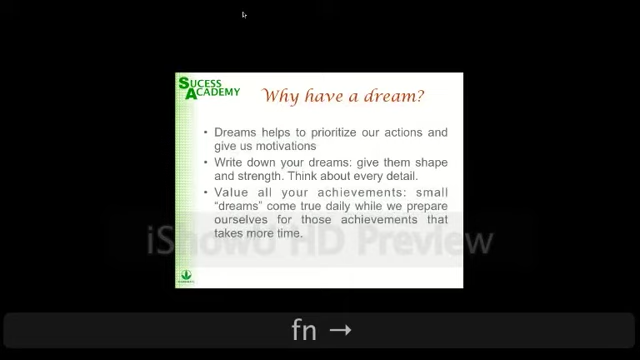 SUCESS
ACADEMY
Why have a dream?
• Dreams helps to prioritize our actions and
give us motivations
• Write down your dreams: give them shape
and strength. Think about every detail.
• Value all your achievements: small
“dreams” come true daily while we prepare
ourselves for those achievements that
takes more time.
iShowU HD Preview
fn →